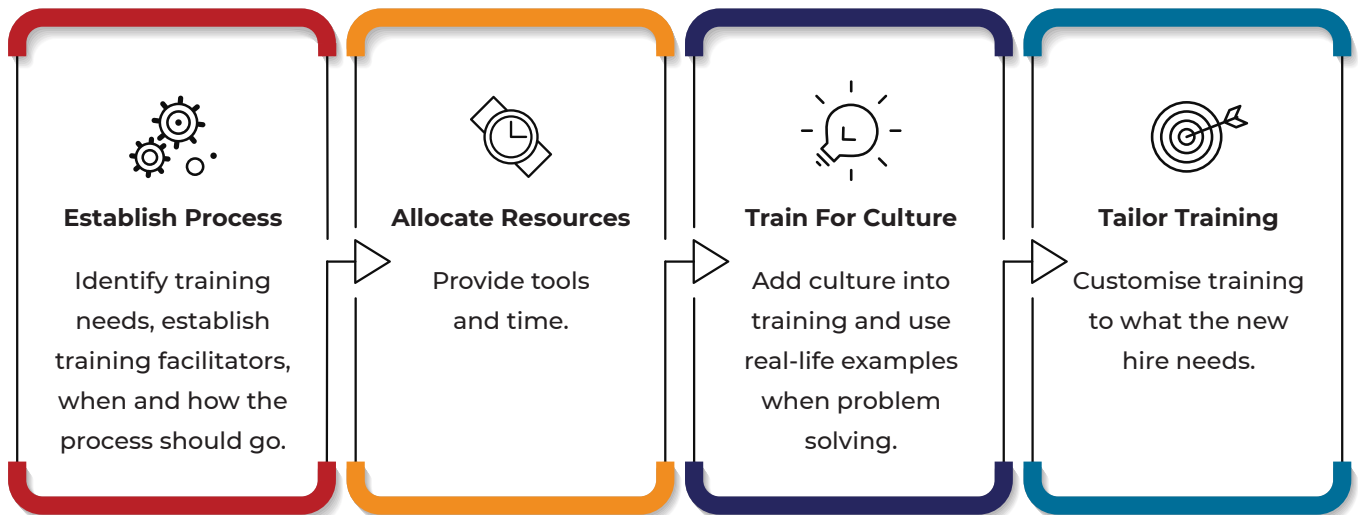 Establish Process
Identify training
needs, establish
training facilitators,
when and how the
process should go.
Allocate Resources
Provide tools
and time.
Train For Culture
Add culture into
training and use
real-life examples
when problem
solving.
Tailor Training
Customise training
to what the new
hire needs.